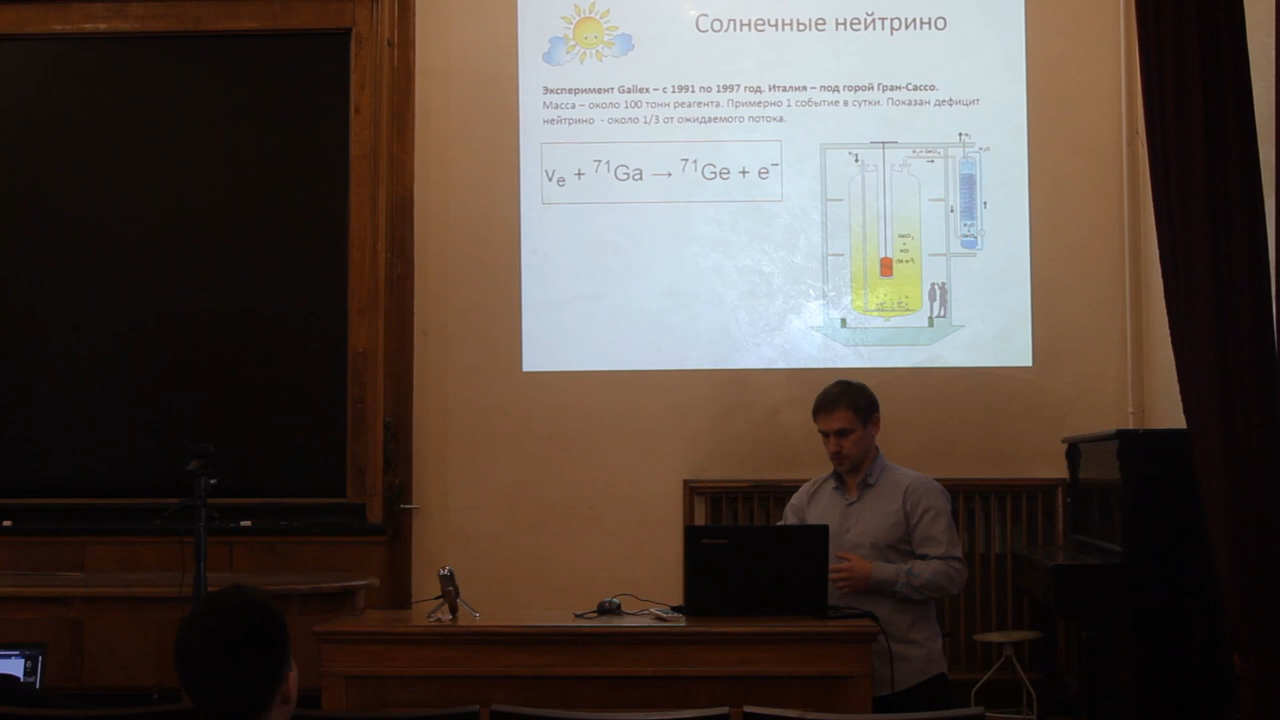 Солнечные нейтрино
Эксперимент Gallex – с 1991 по 1997 год. Италия – под горой Гран-Сассо.
Масса – около 100 тонн реагента. Примерно 1 событие в сутки. Показан дефицит
нейтрино - около 1/3 от ожидаемого потока.
νe + 71Ga → 71Ge + e−